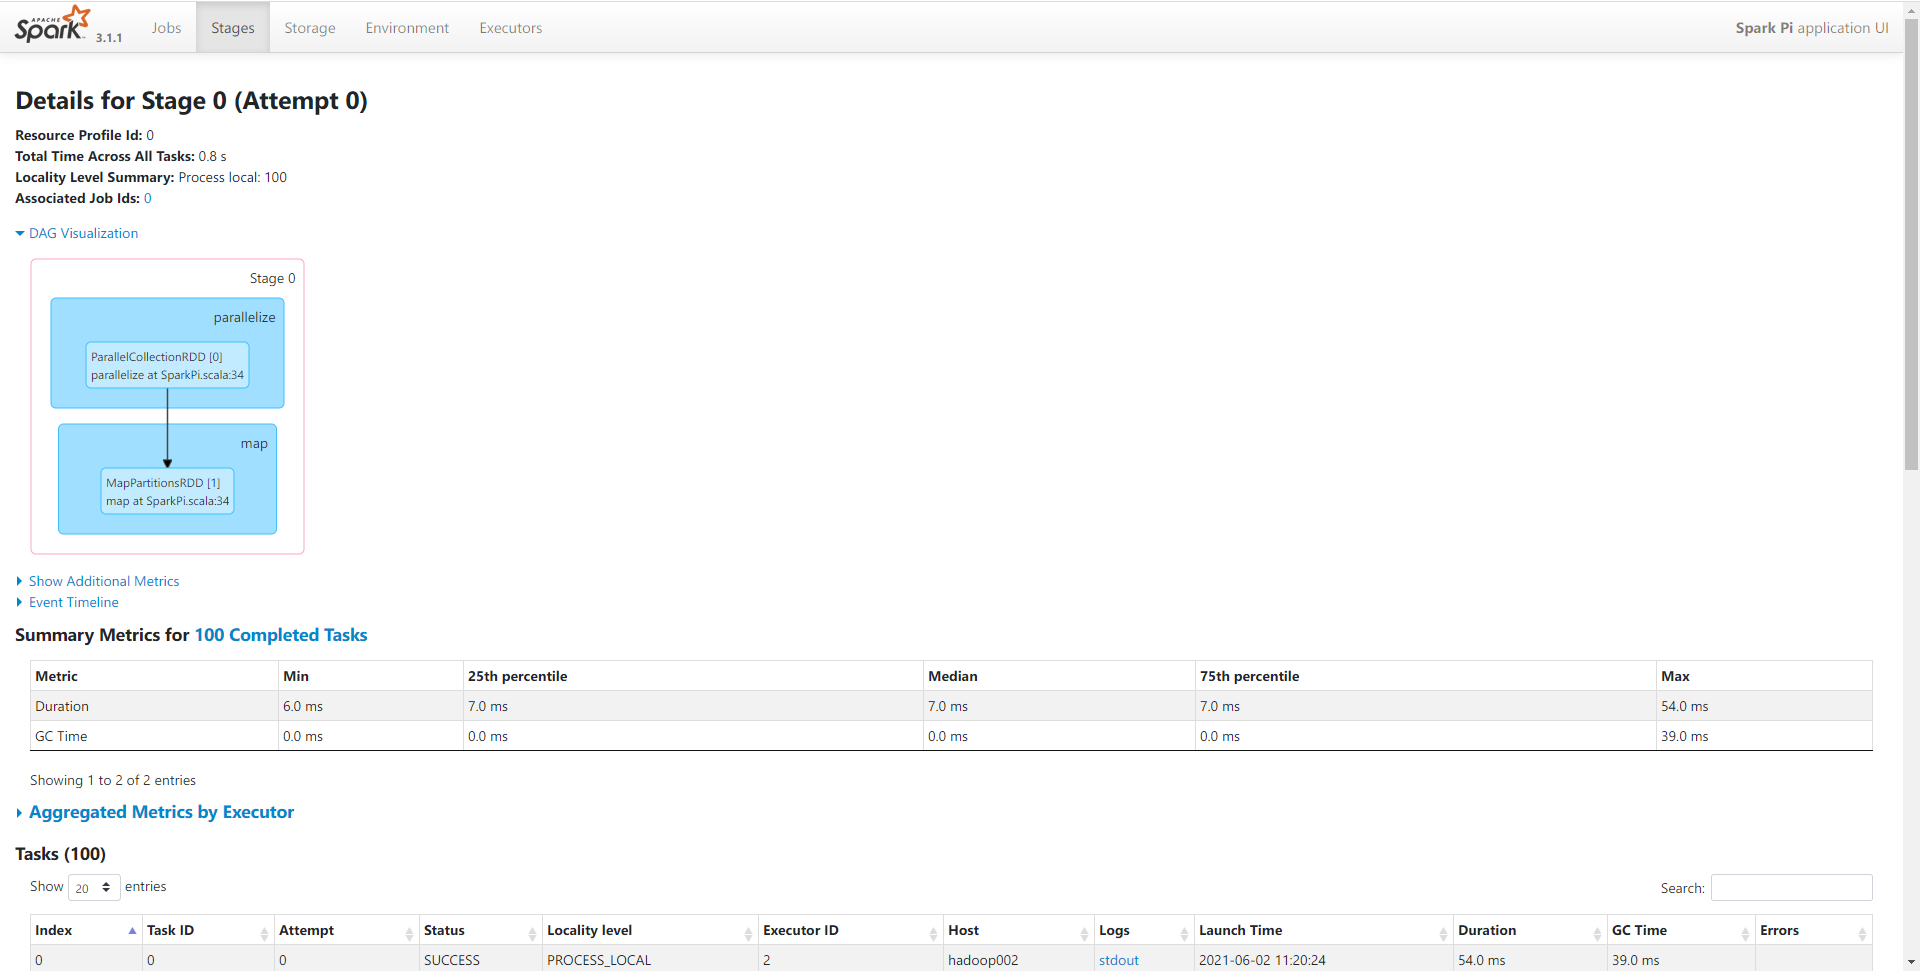 APACHE Spark 3.1.1 Jobs Stages Storage Environment Executors Spark Pi application UI
Details for Stage 0 (Attempt 0)
Resource Profile Id: 0
Total Time Across All Tasks: 0.8 s
Locality Level Summary: Process local: 100
Associated Job Ids: 0
DAG Visualization
Stage 0
parallelize
ParallelCollectionRDD [0]
parallelize at SparkPi.scala:34
map
MapPartitionsRDD [1]
map at SparkPi.scala:34
Show Additional Metrics
Event Timeline
Summary Metrics for 100 Completed Tasks
Metric Min 25th percentile Median 75th percentile Max
Duration 6.0 ms 7.0 ms 7.0 ms 7.0 ms 54.0 ms
GC Time 0.0 ms 0.0 ms 0.0 ms 0.0 ms 39.0 ms
Showing 1 to 2 of 2 entries
Aggregated Metrics by Executor
Tasks (100)
Show 20 entries Search:
Index Task ID Attempt Status Locality level Executor ID Host Logs Launch Time Duration GC Time Errors
0 0 0 SUCCESS PROCESS_LOCAL 2 hadoop002 stdout 2021-06-02 11:20:24 54.0 ms 39.0 ms